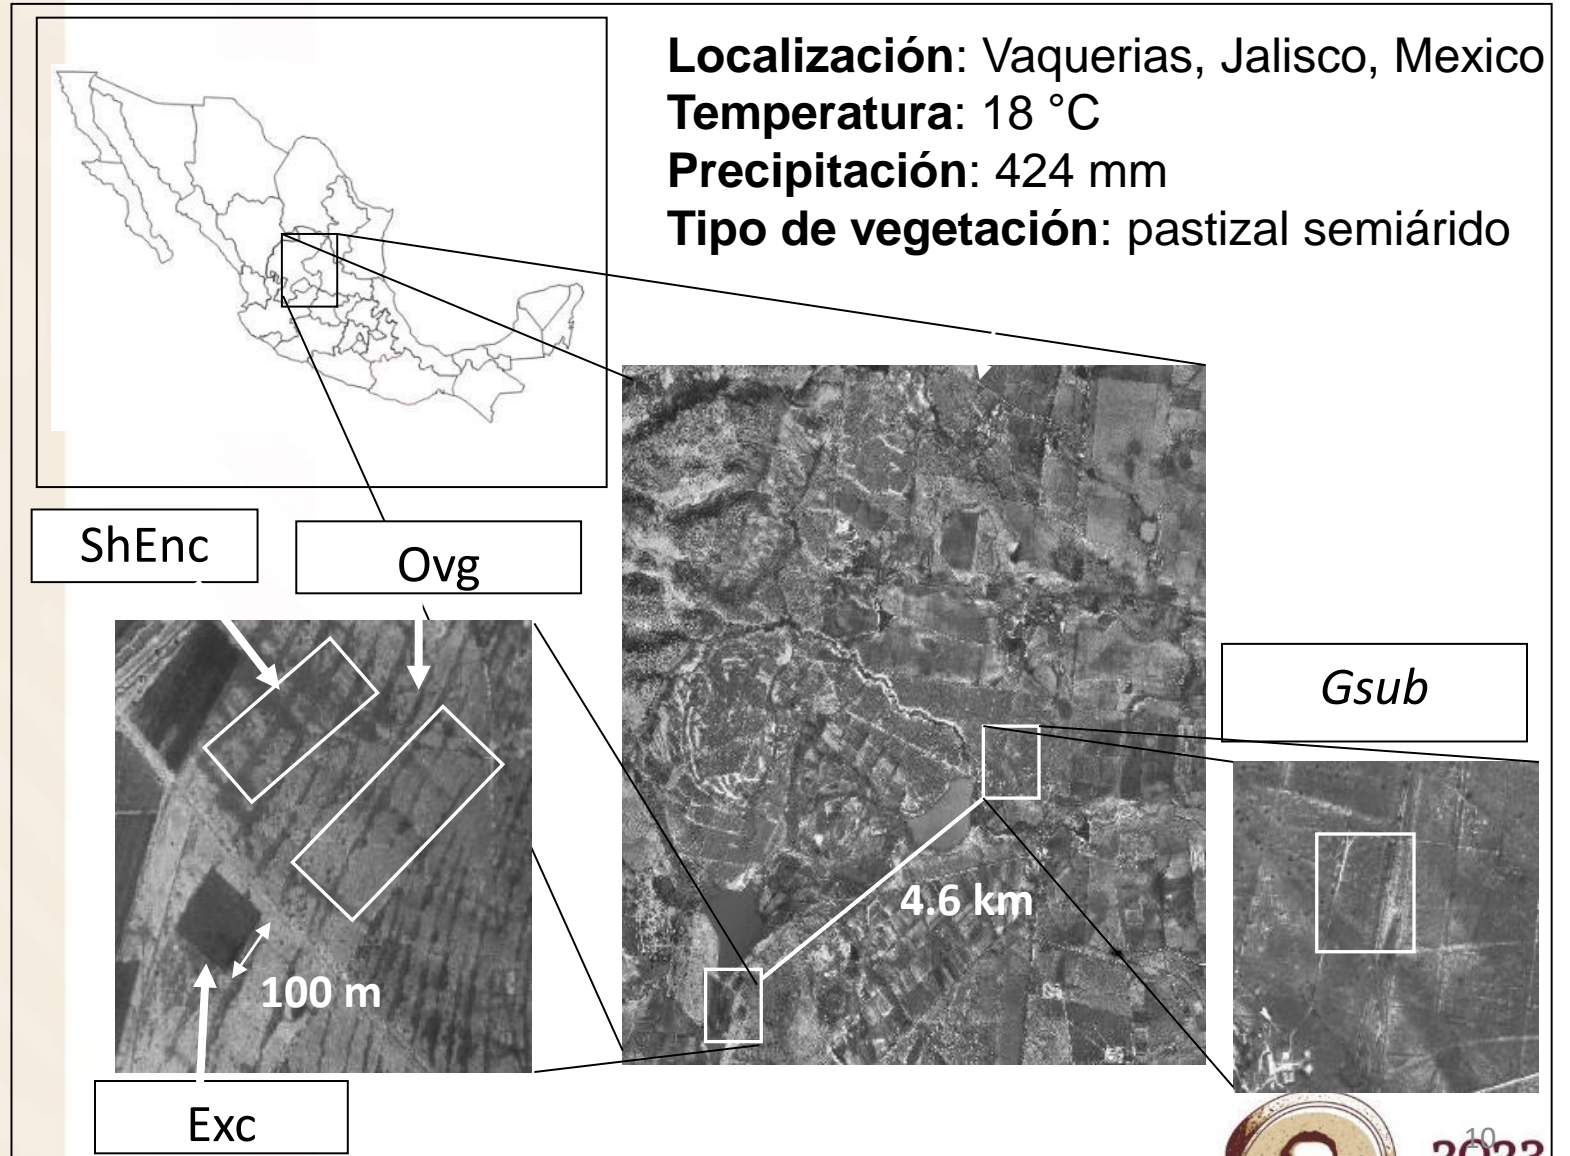 Localización: Vaquerias, Jalisco, Mexico
Temperatura: 18 °C
Precipitación: 424 mm
Tipo de vegetación: pastizal semiárido
ShEnc
Ovg
Gsub
4.6 km
100 m
Exc
10
2023